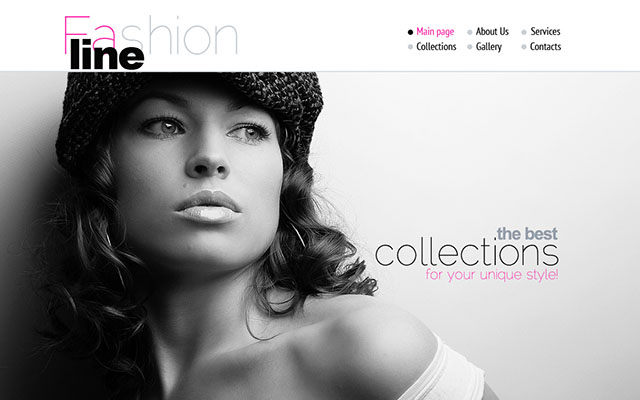 Fashion
line
Main page About Us Services
Collections Gallery Contacts
.the best
collections
for your unique style!